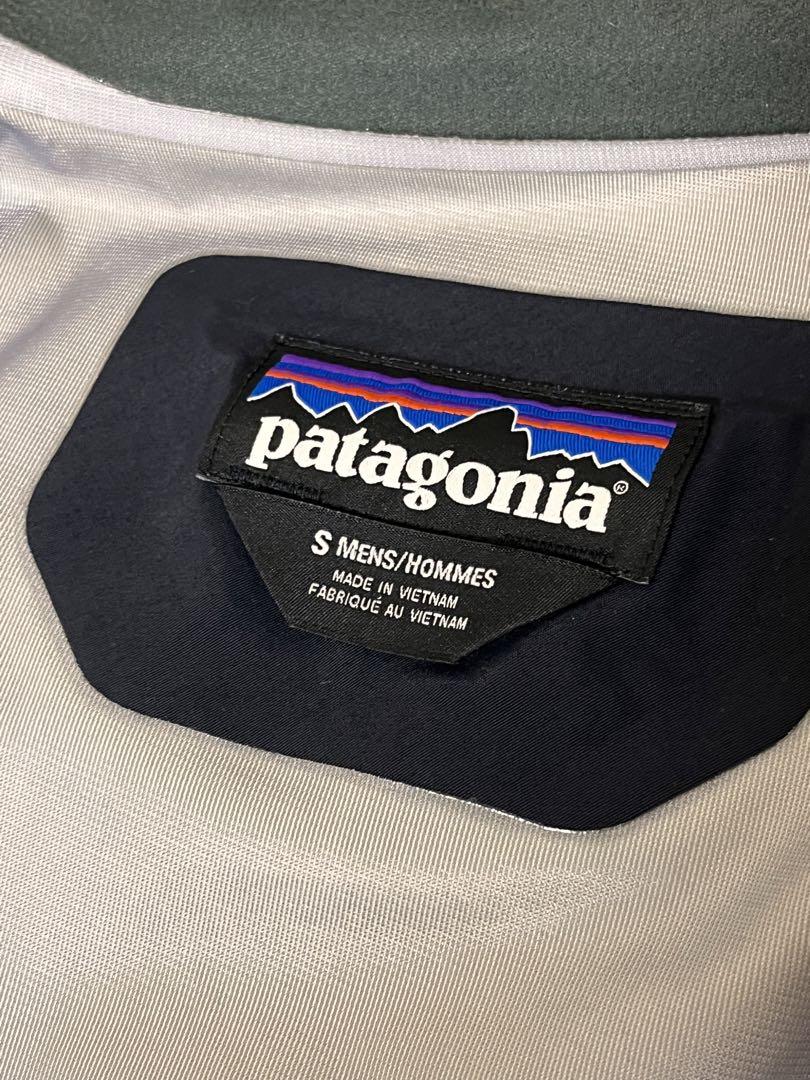 patagonia®
S MENS/HOMMES
MADE IN VIETNAM
FABRIQUÉ AU VIETNAM